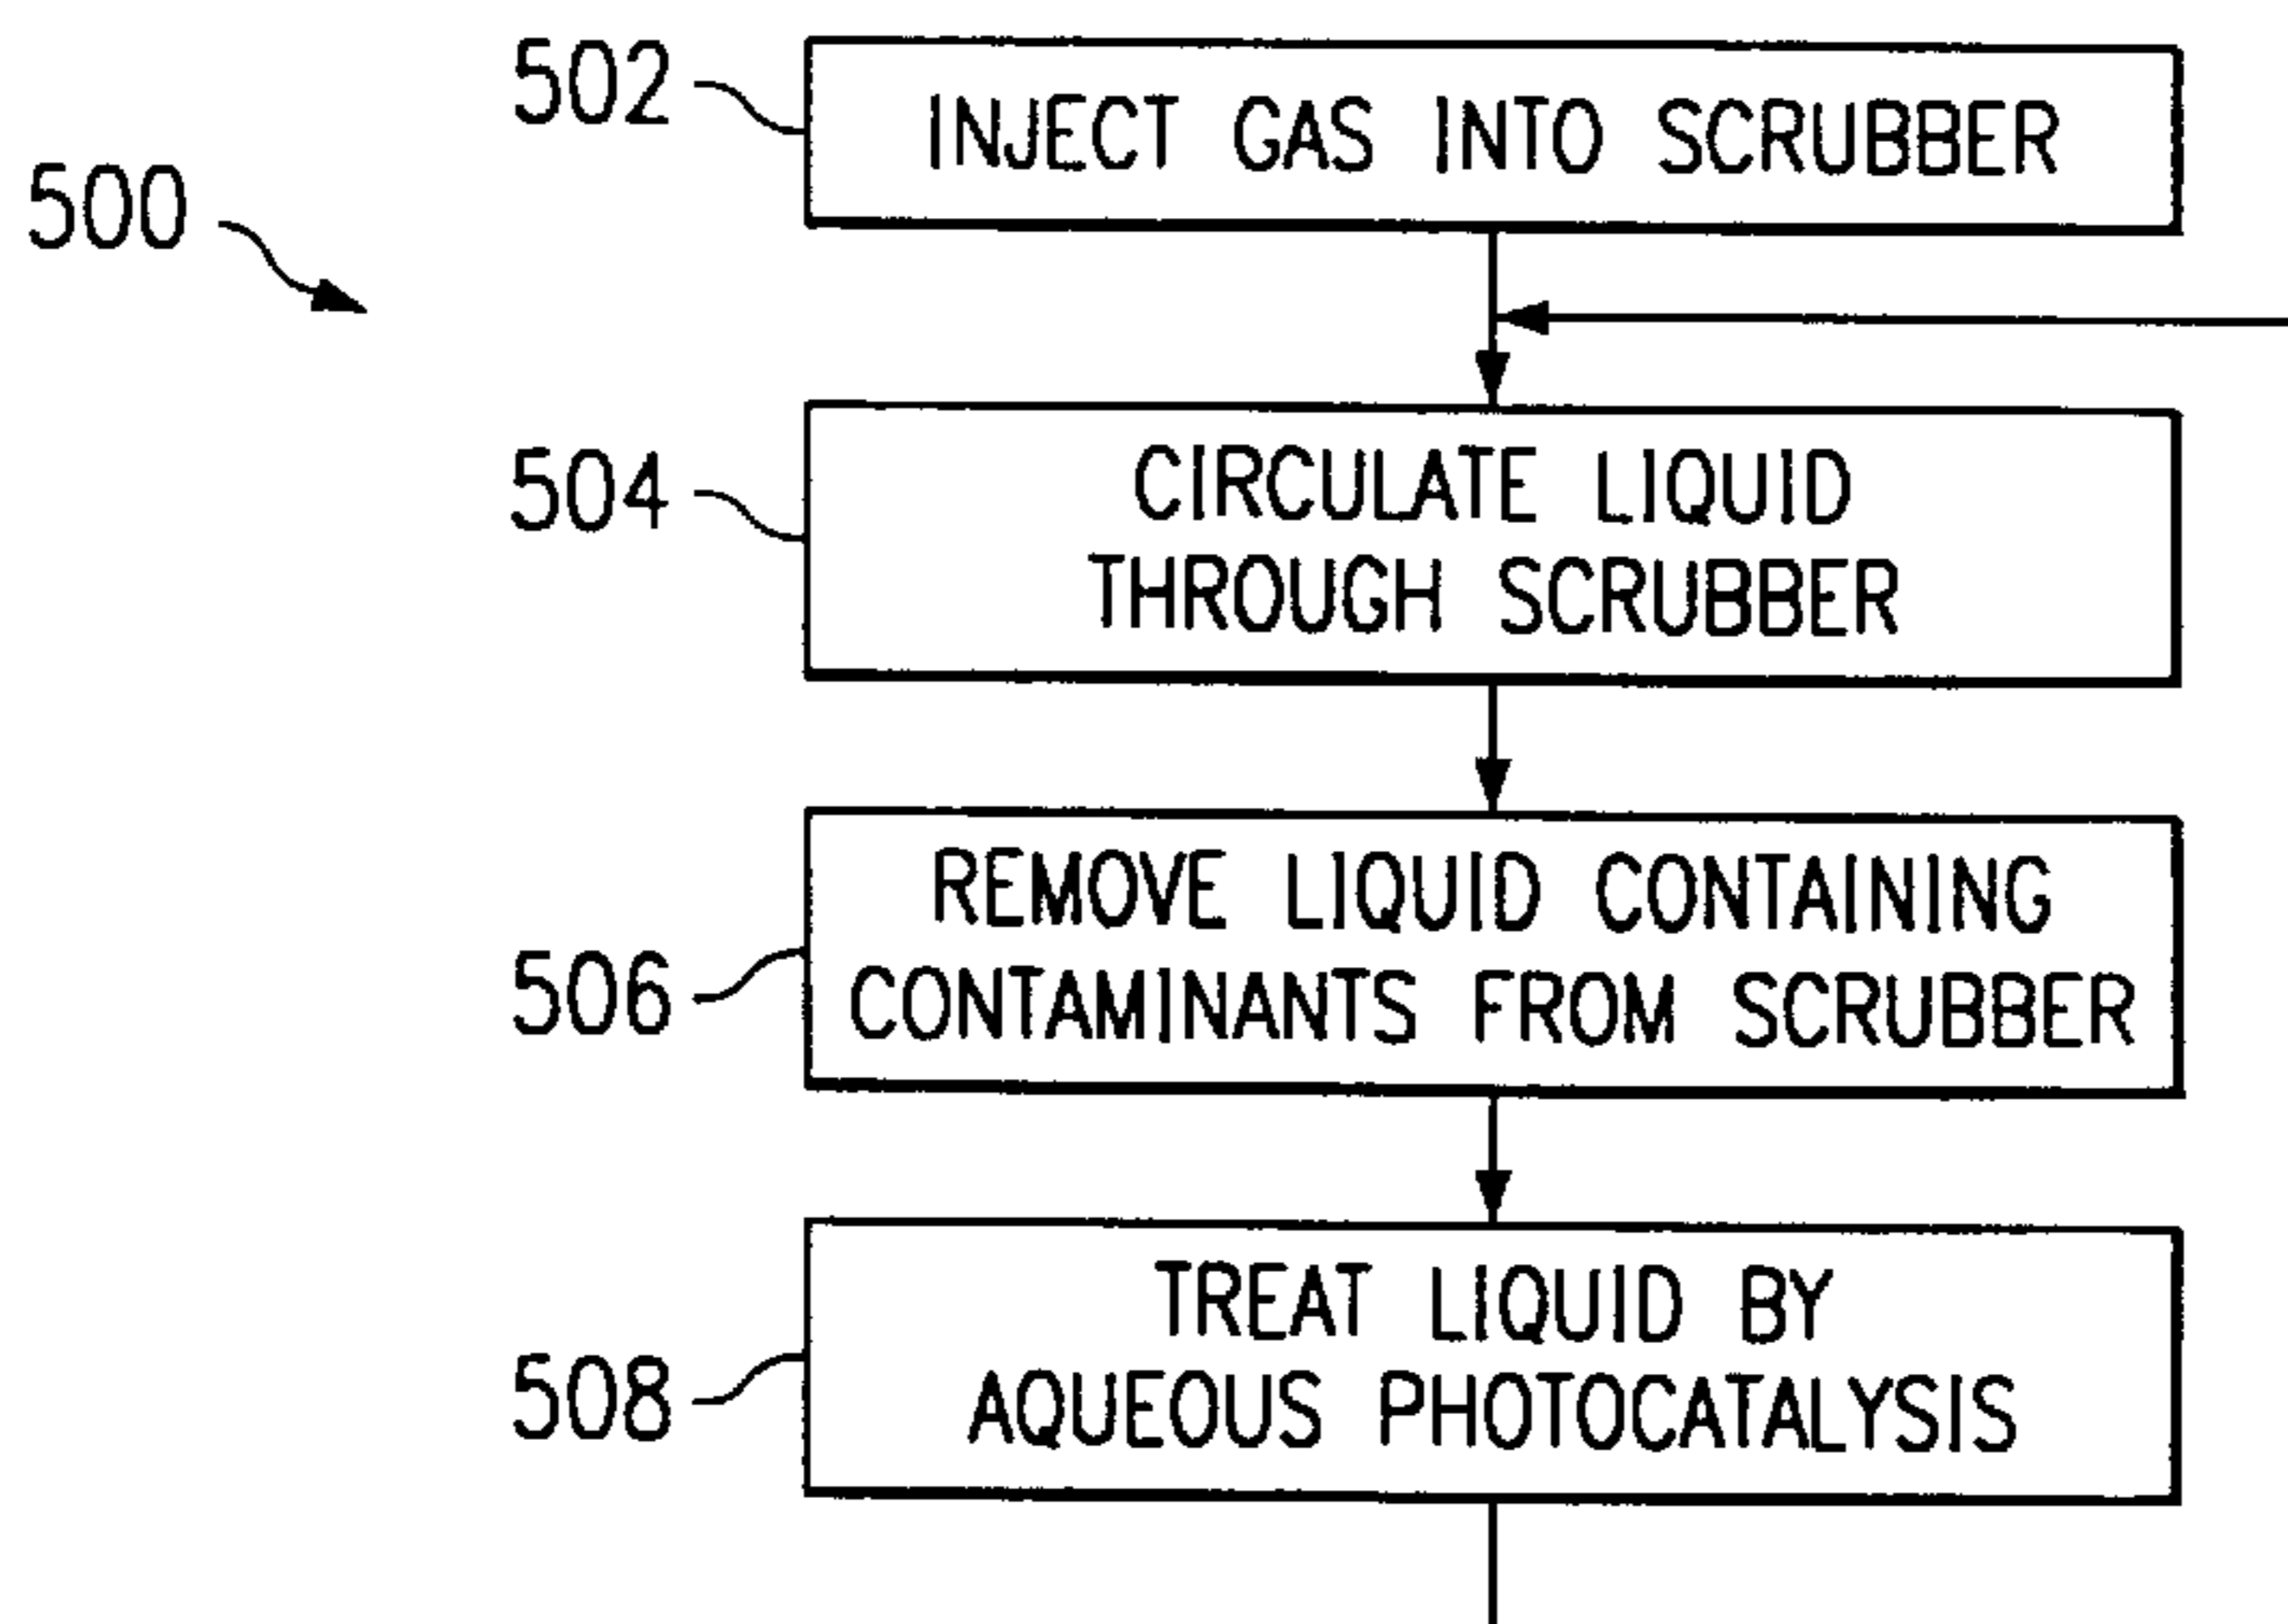 502
INJECT GAS INTO SCRUBBER
500
504
CIRCULATE LIQUID
THROUGH SCRUBBER
506
REMOVE LIQUID CONTAINING
CONTAMINANTS FROM SCRUBBER
508
TREAT LIQUID BY
AQUEOUS PHOTOCATALYSIS